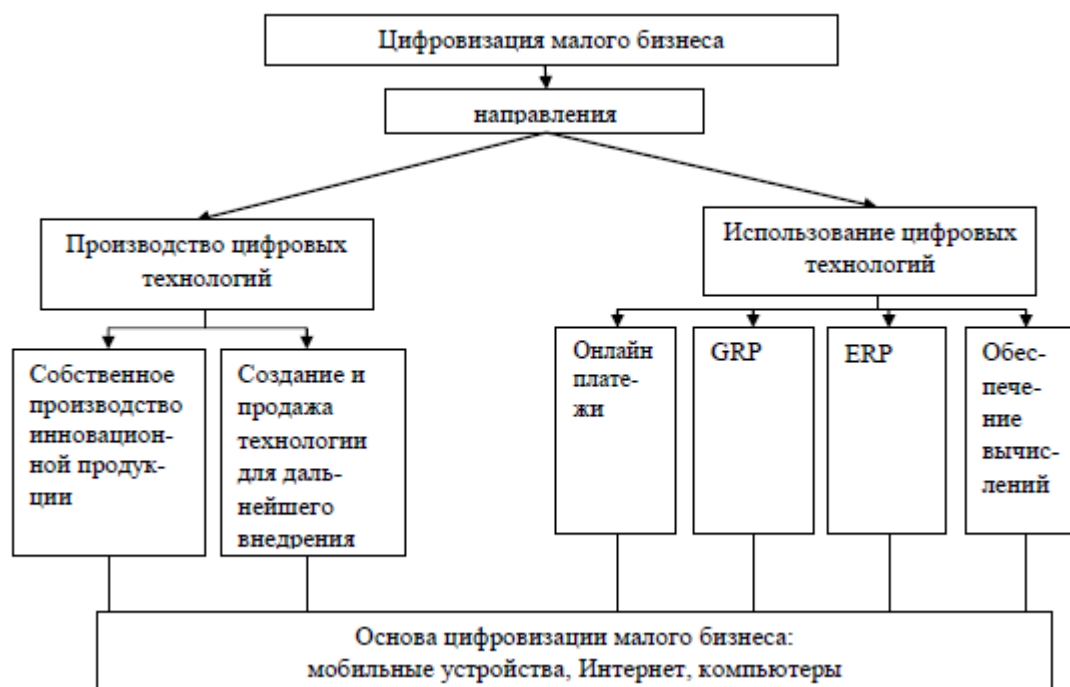 Цифровизация малого бизнеса
направления
Производство цифровых
технологий
Использование цифровых
технологий
Собственное
производство
инновацион-
ной продук-
ции
Создание и
продажа
технологии
для даль-
нейшего
внедрения
Онлайн
плате-
жи
GRP
ERP
Обес-
пече-
ние
вычис-
лений
Основа цифровизации малого бизнеса:
мобильные устройства, Интернет, компьютеры